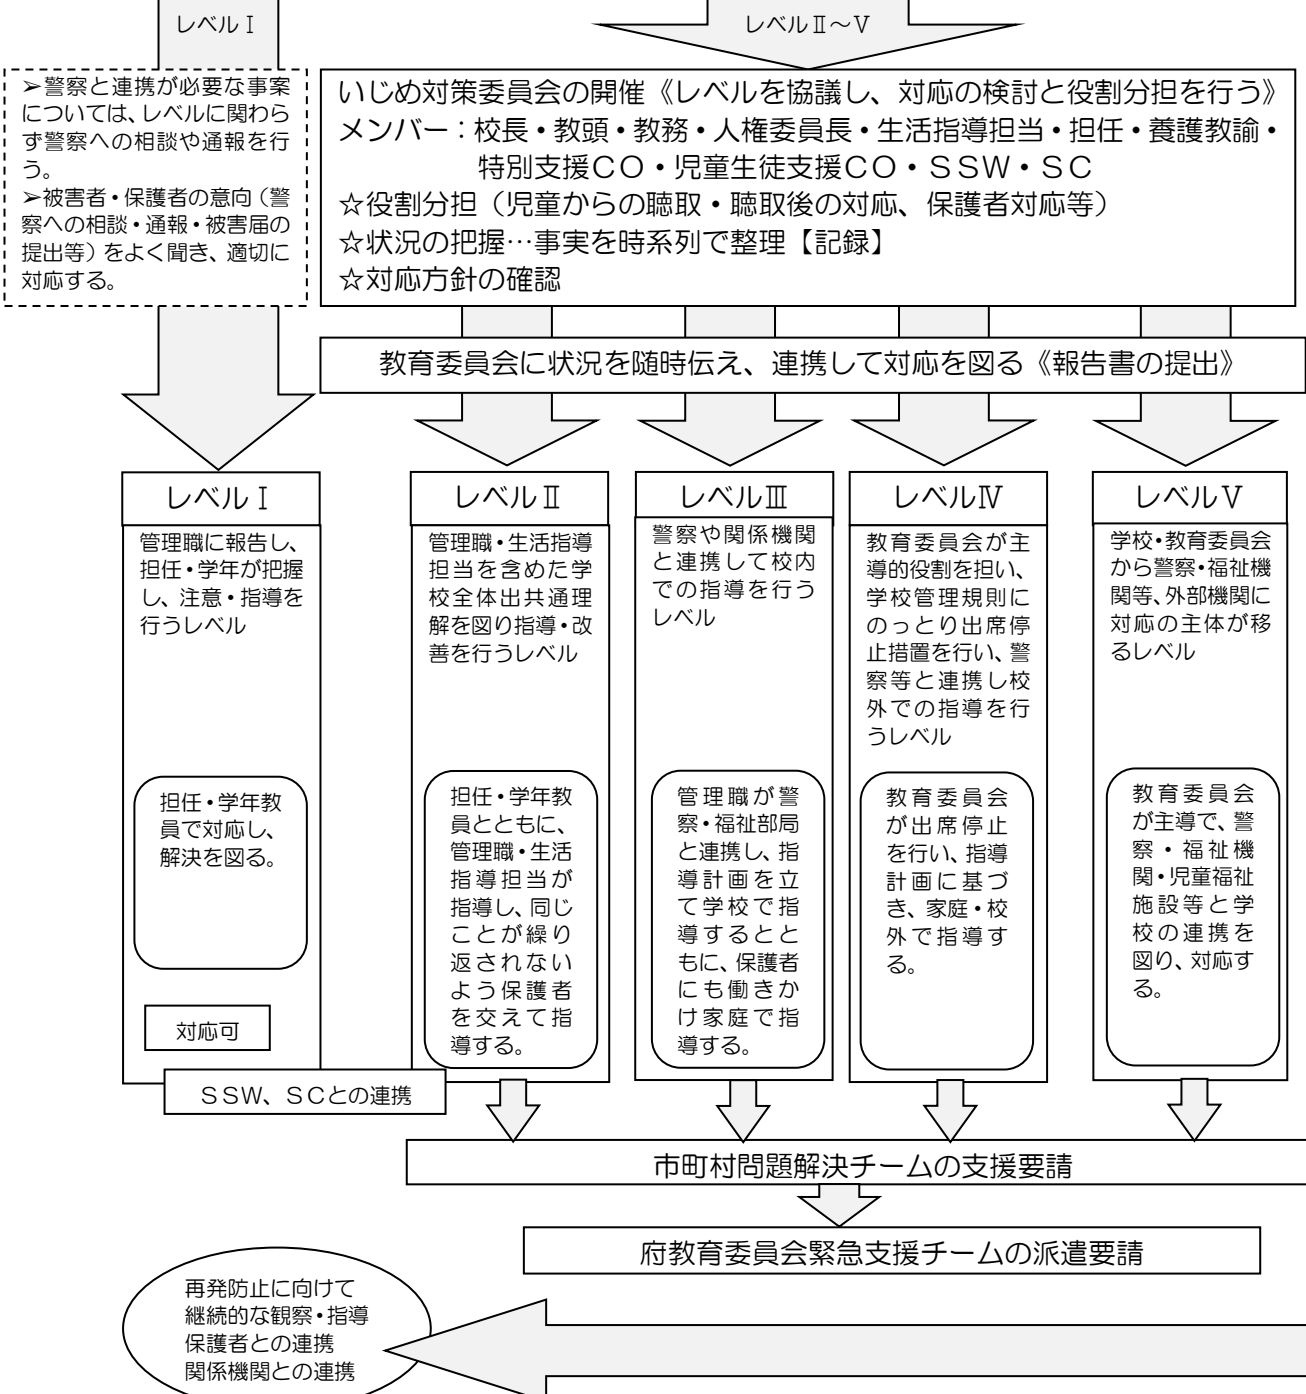 レベルⅠ
レベルⅡ～Ⅴ
➢警察と連携が必要な事案
については、レベルに関わら
ず警察への相談や通報を行
う。
➢被害者・保護者の意向（警
察への相談・通報・被害届の
提出等）をよく聞き、適切に
対応する。
いじめ対策委員会の開催《レベルを協議し、対応の検討と役割分担を行う》
メンバー：校長・教頭・教務・人権委員長・生活指導担当・担任・養護教諭・
特別支援ＣＯ・児童生徒支援ＣＯ・ＳＳＷ・ＳＣ
☆役割分担（児童からの聴取・聴取後の対応、保護者対応等）
☆状況の把握…事実を時系列で整理【記録】
☆対応方針の確認
教育委員会に状況を随時伝え、連携して対応を図る《報告書の提出》
レベルⅠ
管理職に報告し、
担任・学年が把握
し、注意・指導を
行うレベル
担任・学年教
員で対応し、
解決を図る。
対応可
ＳＳＷ、ＳＣとの連携
レベルⅡ
管理職・生活指導
担当を含めた学
校全体出共通理
解を図り指導・改
善を行うレベル
担任・学年教
員とともに、
管理職・生活
指導担当が
指導し、同じ
ことが繰り
返されない
よう保護者
を交えて指
導する。
レベルⅢ
警察や関係機関
と連携して校内
での指導を行う
レベル
管理職が警
察・福祉部局
と連携し、指
導計画を立
て学校で指
導するとと
もに、保護者
にも働きか
け家庭で指
導する。
レベルⅣ
教育委員会が主
導的役割を担い、
学校管理規則に
のっとり出席停
止措置を行い、警
察等と連携し校
外での指導を行
うレベル
教育委員会
が出席停止
を行い、指導
計画に基づ
き、家庭・校
外で指導す
る。
レベルⅤ
学校・教育委員会
から警察・福祉機
関等、外部機関に
対応の主体が移
るレベル
教育委員会
が主導で、警
察・福祉機
関・児童福祉
施設等と学
校の連携を
図り、対応す
る。
市町村問題解決チームの支援要請
府教育委員会緊急支援チームの派遣要請
再発防止に向けて
継続的な観察・指導
保護者との連携
関係機関との連携